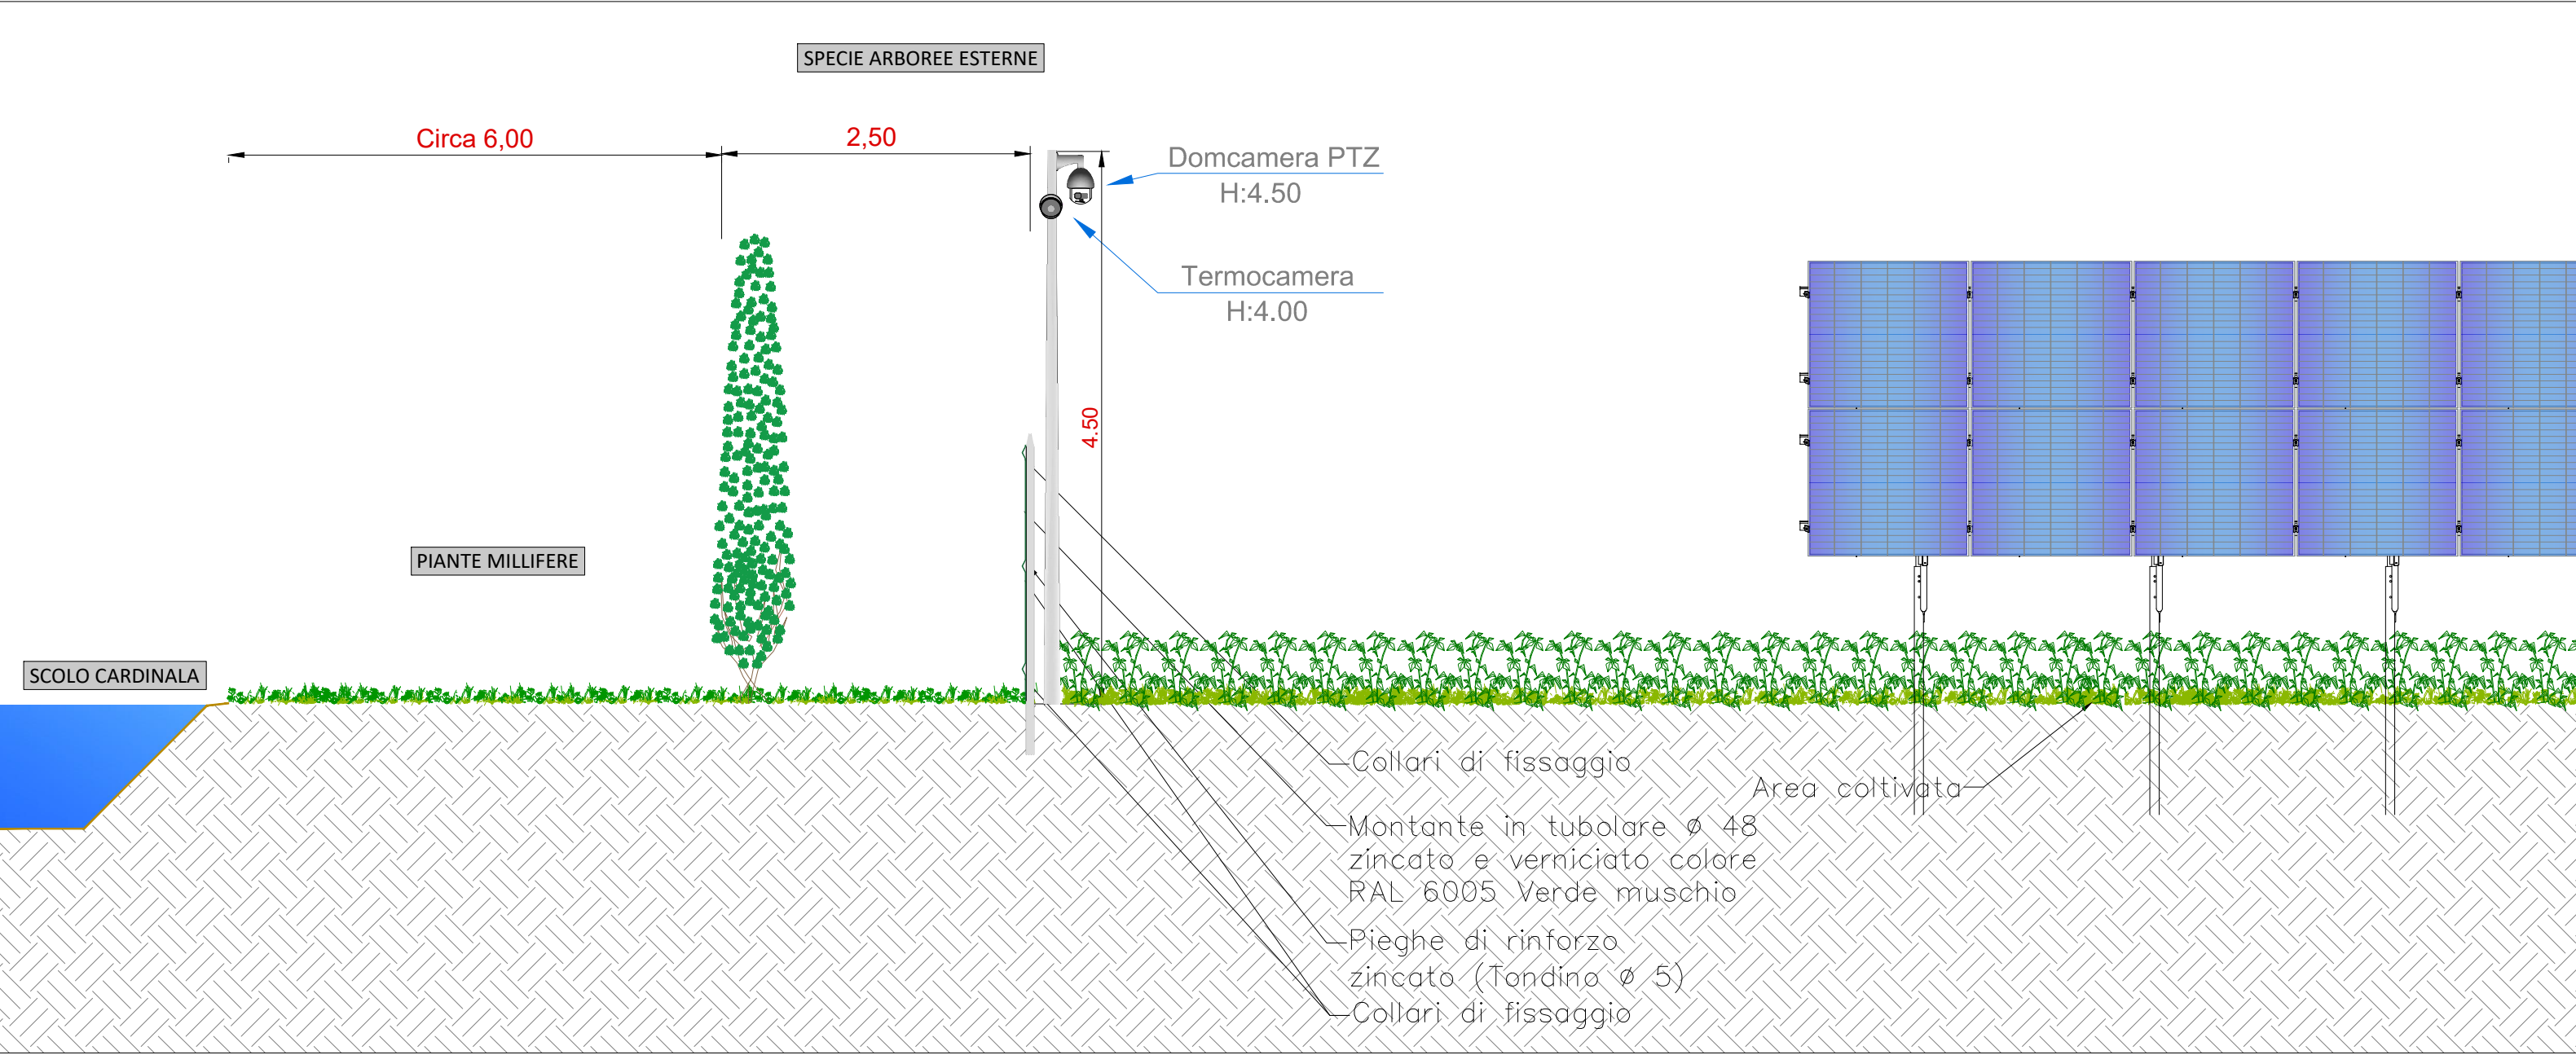 SPECIE ARBOREE ESTERNE
Circa 6,00
2,50
Domcamera PTZ
H:4.50
Termocamera
H:4.00
4.50
PIANTE MILLIFERE
SCOLO CARDINALA
Collari di fissaggio
Area coltivata
Montante in tubolare ø 48
zincato e verniciato colore
RAL 6005 Verde muschio
Pieghe di rinforzo
zincato (Tondino ø 5)
Collari di fissaggio